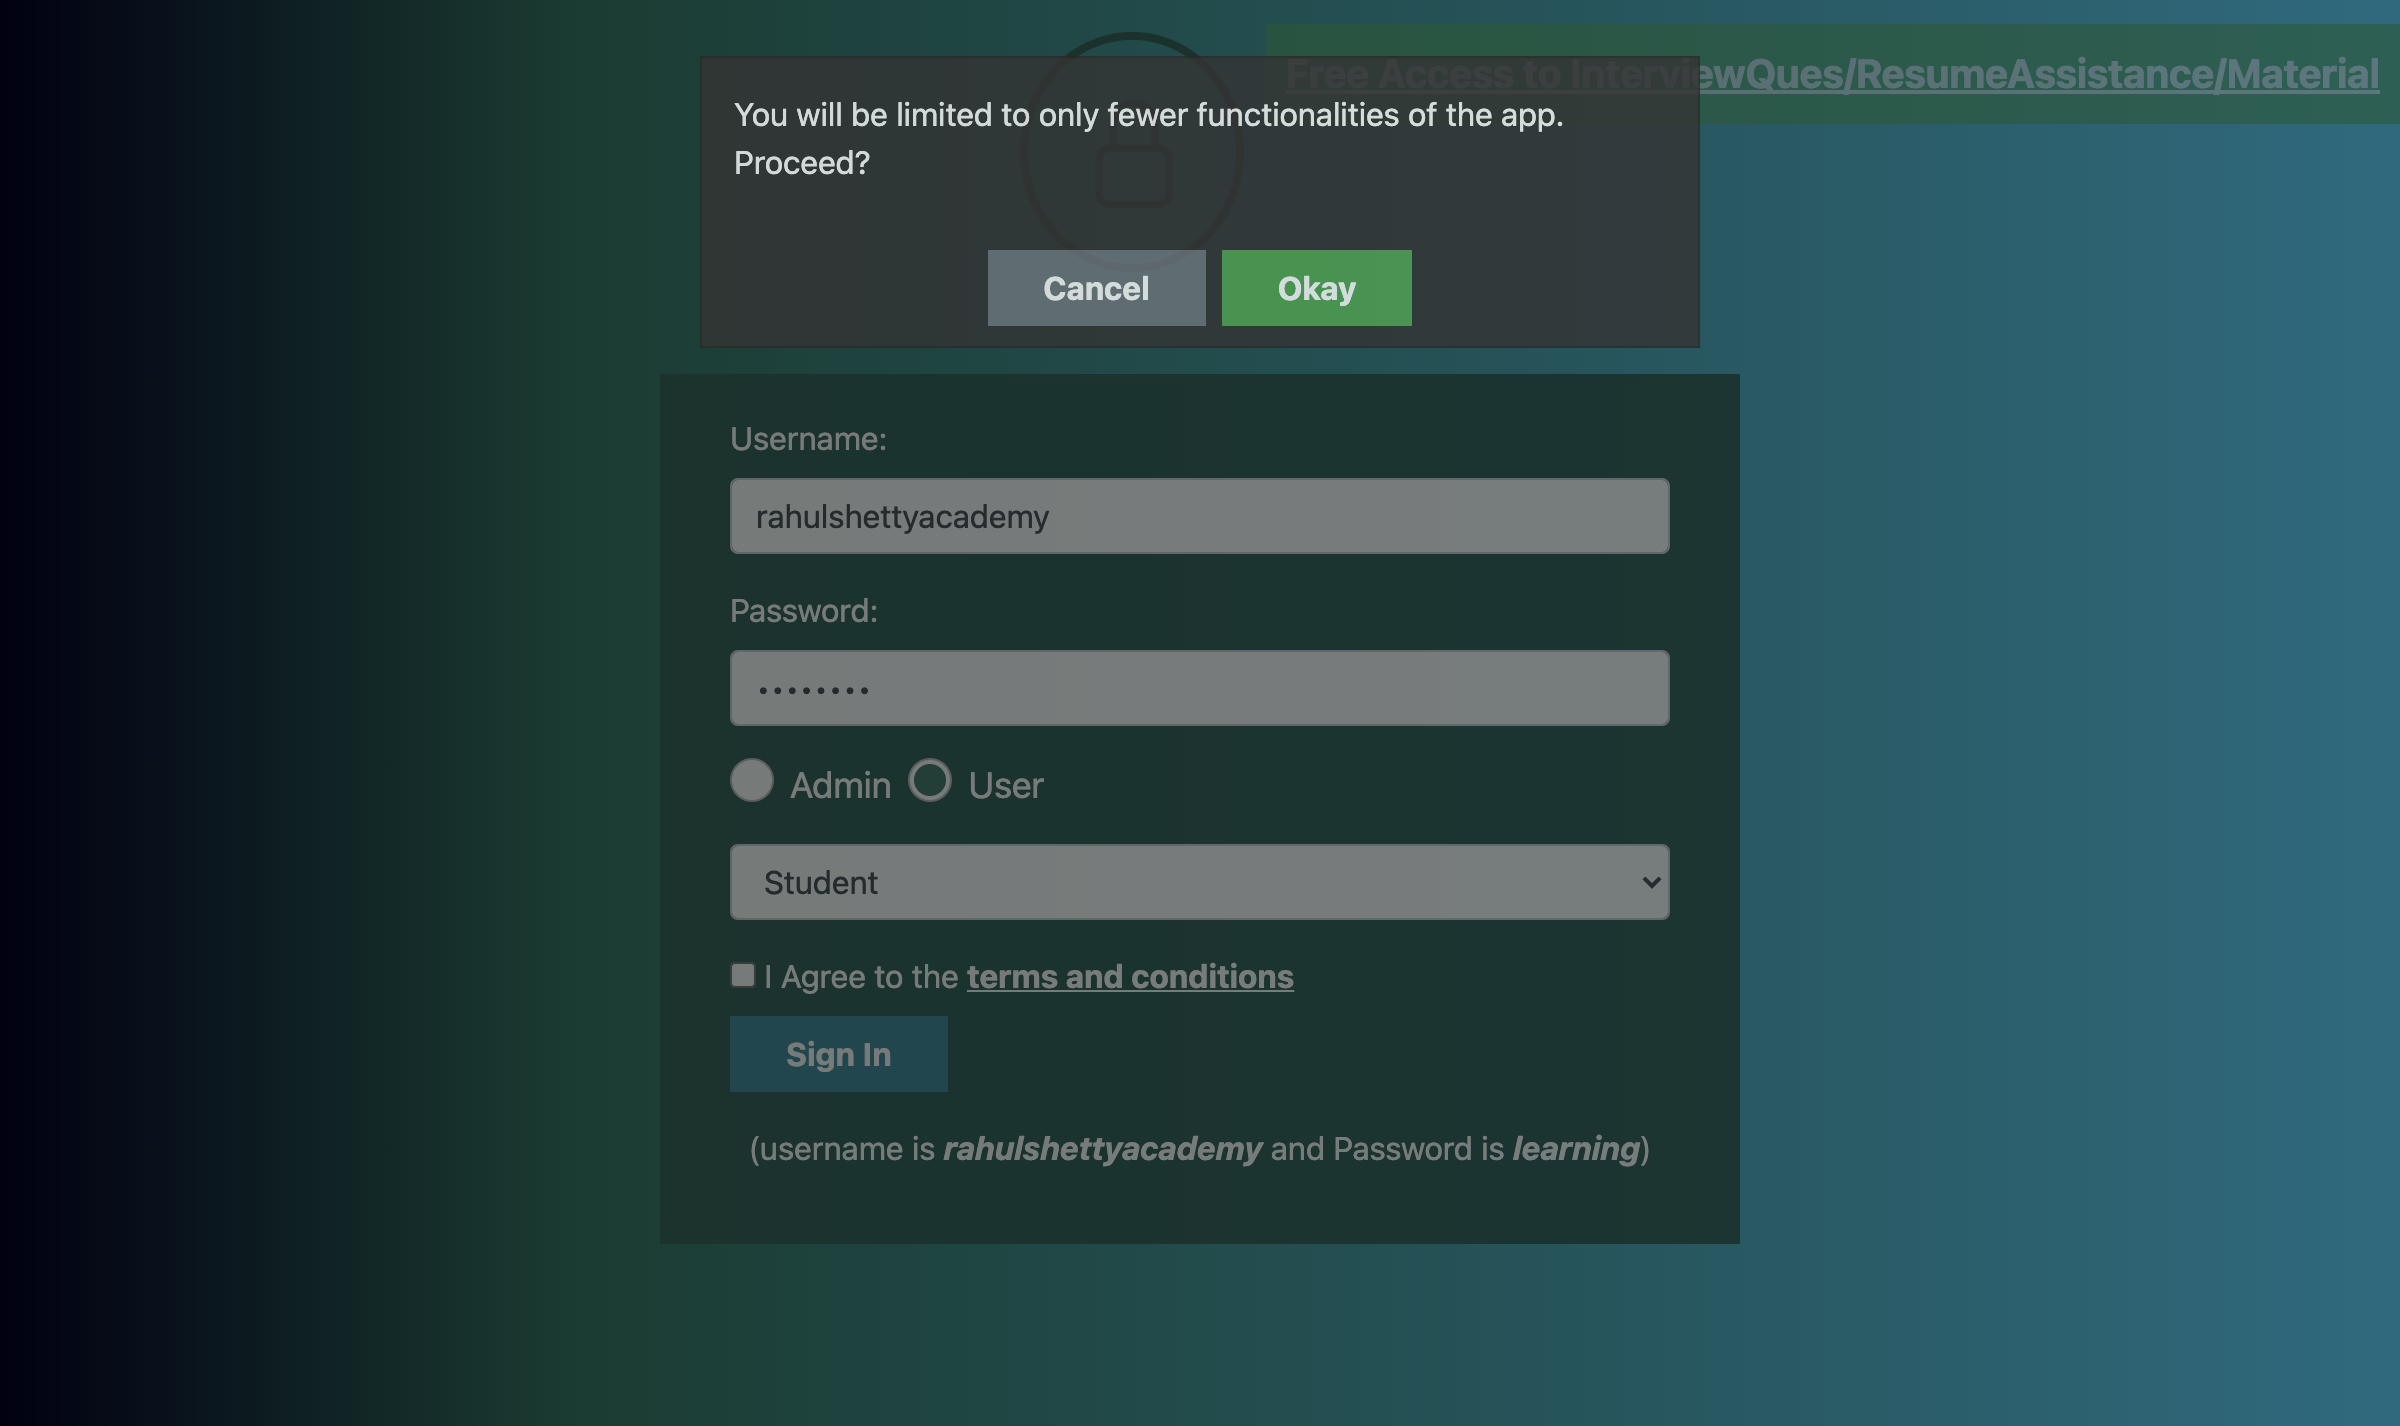 Free Access to InterviewQues/ResumeAssistance/Material
You will be limited to only fewer functionalities of the app.
Proceed?
Cancel Okay
Username:
rahulshettyacademy
Password:
••••••••
Admin User
Student
I Agree to the terms and conditions
Sign In
(username is rahulshettyacademy and Password is learning)